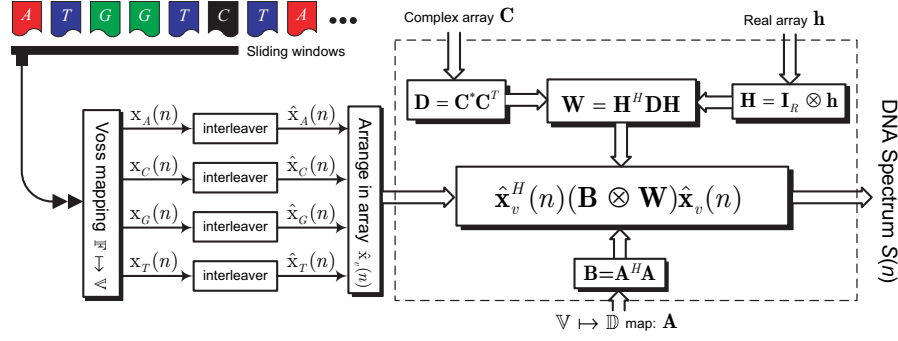 A T G G T C T A •••
Sliding windows
Voss mapping 𝔽 ↦ 𝕍
x_A(n) interleaver x̂_A(n)
x_C(n) interleaver x̂_C(n)
x_G(n) interleaver x̂_G(n)
x_T(n) interleaver x̂_T(n)
Arrange in array x̂_v(n)
Complex array C
Real array h
D = C*C^T
W = H^H DH
H = I_R ⊗ h
x̂_v^H(n)(B ⊗ W)x̂_v(n)
B=A^H A
𝕍 ↦ 𝔻 map: A
DNA Spectrum S(n)